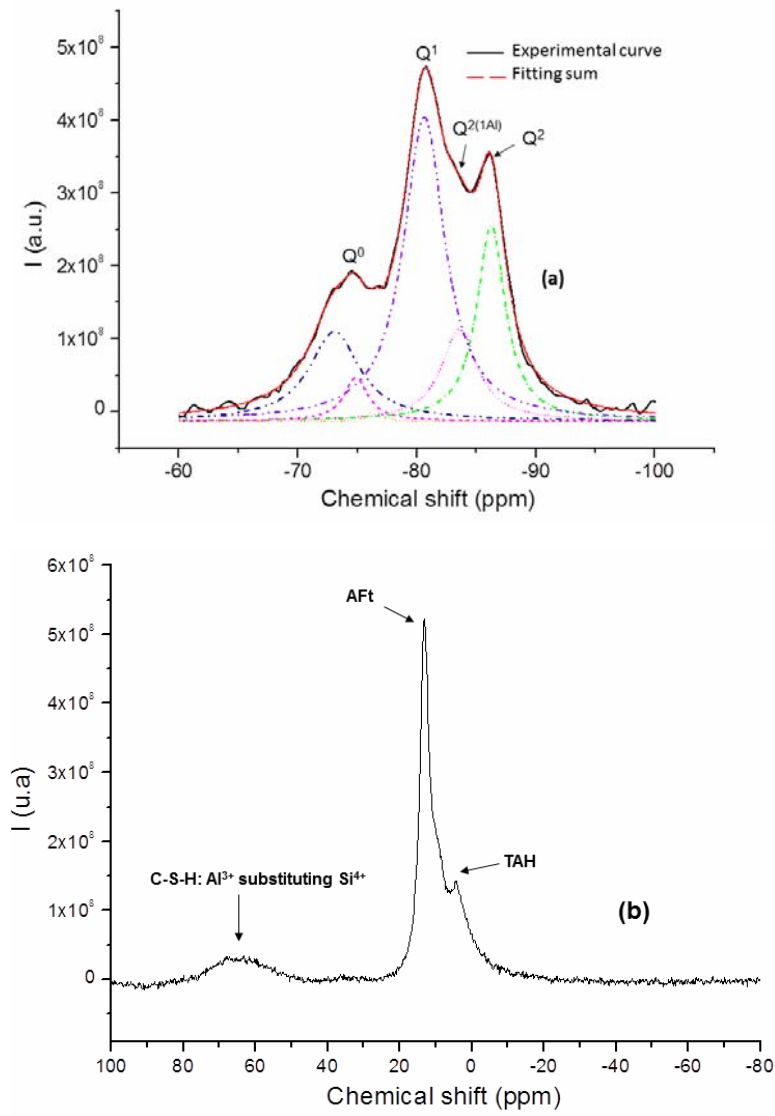 5x10⁸
4x10⁸
3x10⁸
2x10⁸
1x10⁸
0
I (a.u.)
Q¹
Experimental curve
Fitting sum
Q²⁽¹ᴬˡ⁾
Q²
Q⁰
(a)
-60 -70 -80 -90 -100
Chemical shift (ppm)
6x10⁸
5x10⁸
4x10⁸
3x10⁸
2x10⁸
1x10⁸
0
I (u.a)
AFt
TAH
C-S-H: Al³⁺ substituting Si⁴⁺
(b)
100 80 60 40 20 0 -20 -40 -60 -80
Chemical shift (ppm)